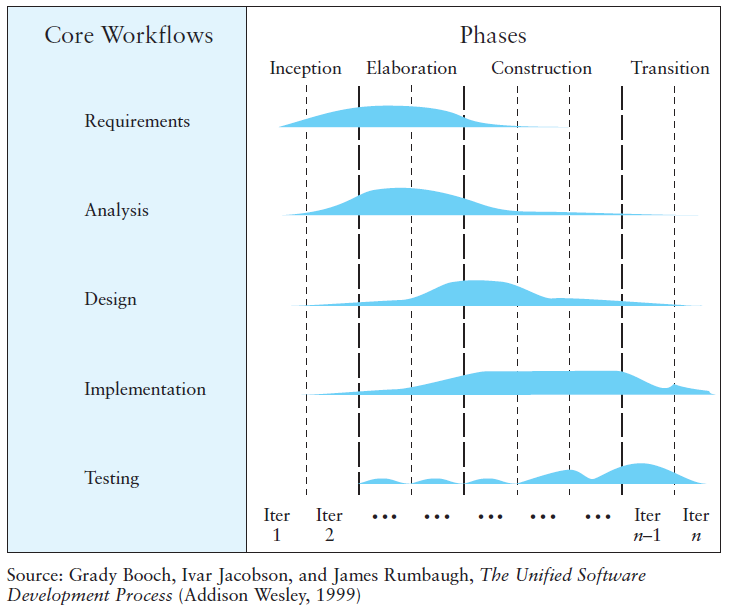 Core Workflows
Phases
Inception Elaboration Construction Transition
Requirements
Analysis
Design
Implementation
Testing
Iter Iter ••• ••• ••• ••• ••• Iter Iter
1 2 n–1 n
Source: Grady Booch, Ivar Jacobson, and James Rumbaugh, The Unified Software
Development Process (Addison Wesley, 1999)